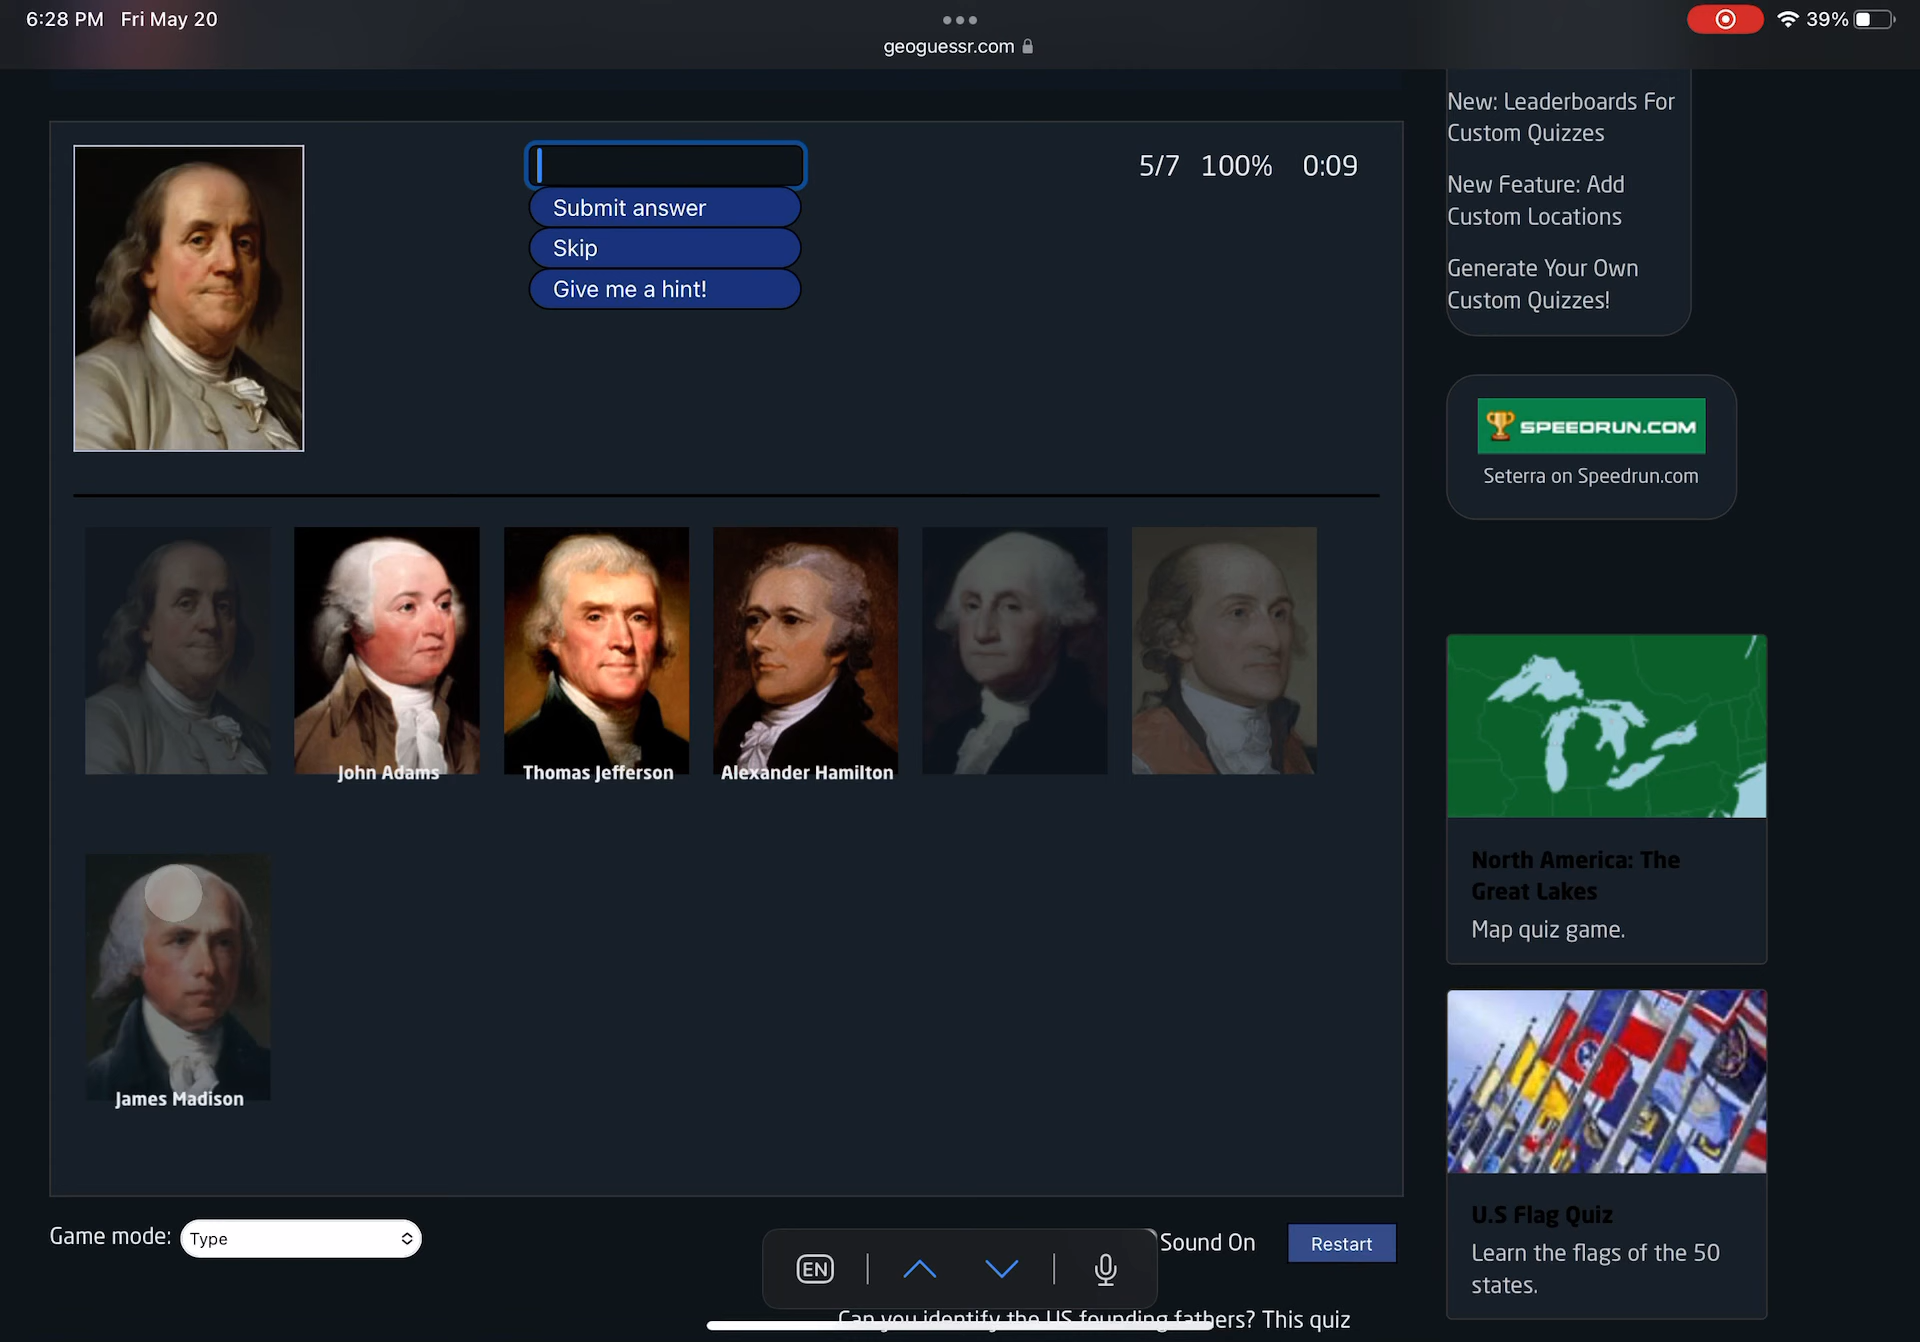 6:28 PM Fri May 20
39%
geoguessr.com
5/7 100% 0:09
Submit answer
Skip
Give me a hint!
New: Leaderboards For
Custom Quizzes
New Feature: Add
Custom Locations
Generate Your Own
Custom Quizzes!
SPEEDRUN.COM
Seterra on Speedrun.com
John Adams
Thomas Jefferson
Alexander Hamilton
James Madison
North America: The
Great Lakes
Map quiz game.
U.S Flag Quiz
Learn the flags of the 50
states.
Game mode: Type
EN
Sound On
Restart
Can you identify the US founding fathers? This quiz